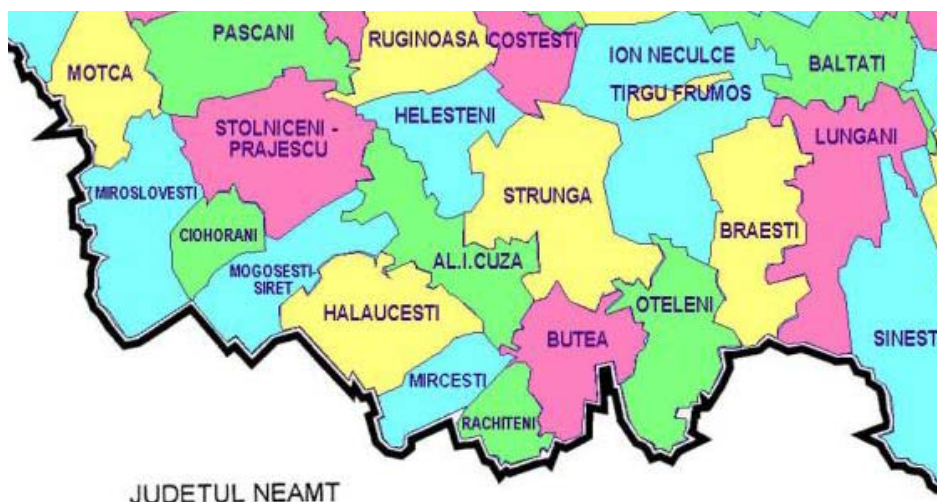 PASCANI
RUGINOASA
COSTESTI
ION NECULCE
BALTATI
MOTCA
TIRGU FRUMOS
HELESTENI
STOLNICENI -
PRAJESCU
LUNGANI
MIROSLOVESTI
STRUNGA
CIOHORANI
BRAESTI
AL.I.CUZA
MOGOSESTI-
SIRET
HALAUCESTI
OTELENI
BUTEA
SINEST
MIRCESTI
RACHITENI
JUDETUL NEAMT